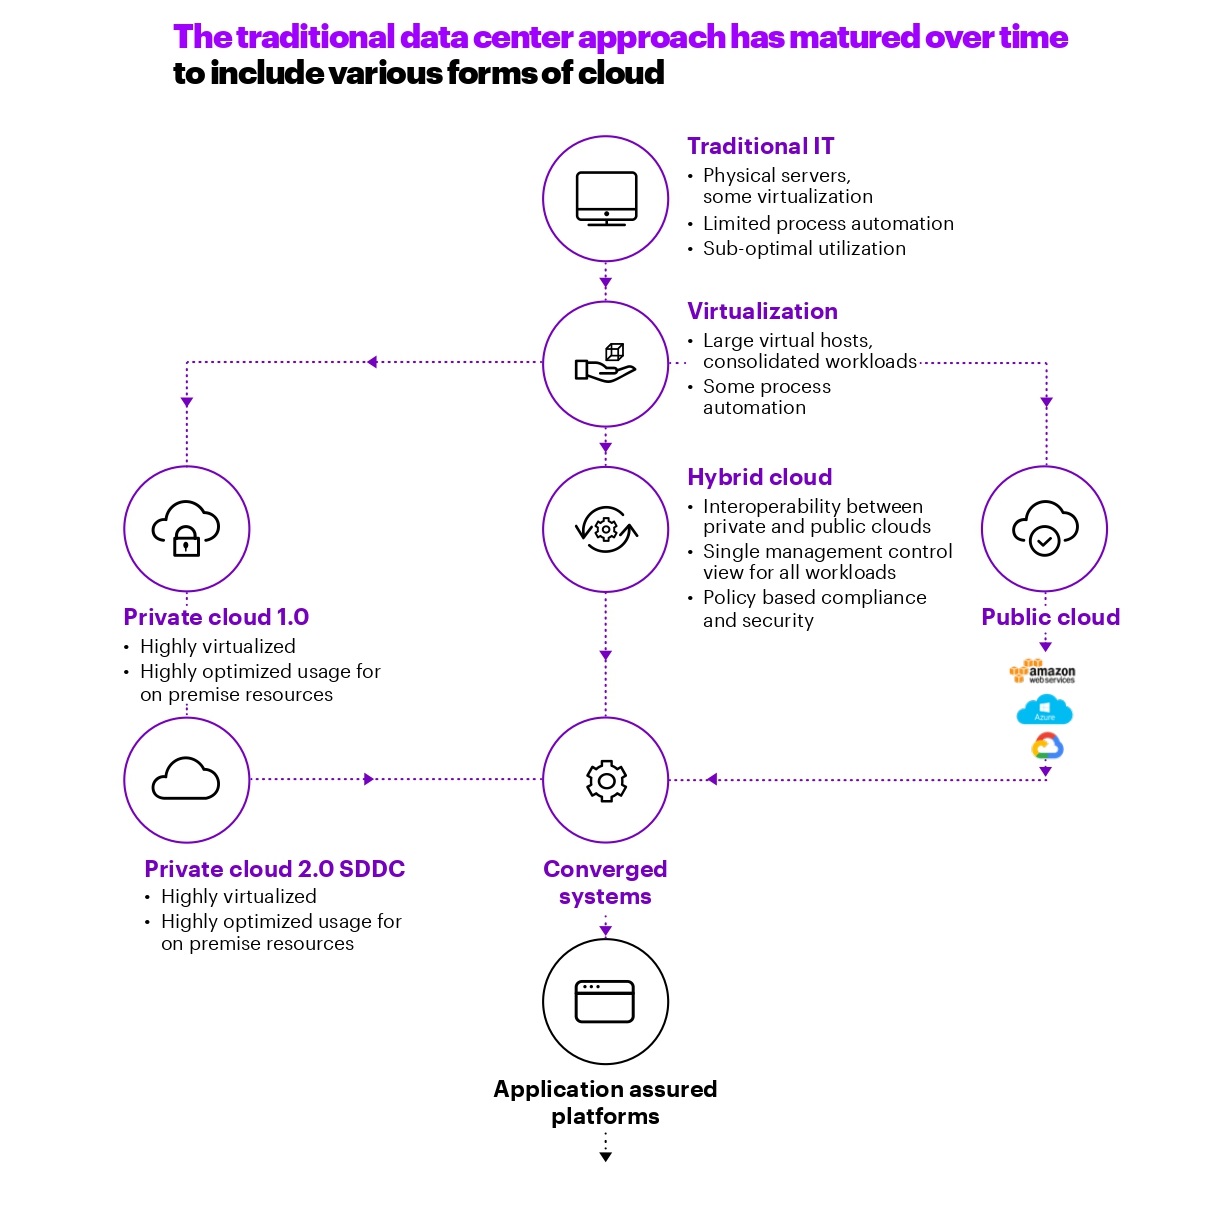 The traditional data center approach has matured over time
to include various forms of cloud
Traditional IT
• Physical servers,
some virtualization
• Limited process automation
• Sub-optimal utilization
Virtualization
• Large virtual hosts,
consolidated workloads
• Some process
automation
Hybrid cloud
• Interoperability between
private and public clouds
• Single management control
view for all workloads
• Policy based compliance
and security
Private cloud 1.0
• Highly virtualized
• Highly optimized usage for
on premise resources
Public cloud
amazon
webservices
Azure
Private cloud 2.0 SDDC
• Highly virtualized
• Highly optimized usage for
on premise resources
Converged
systems
Application assured
platforms